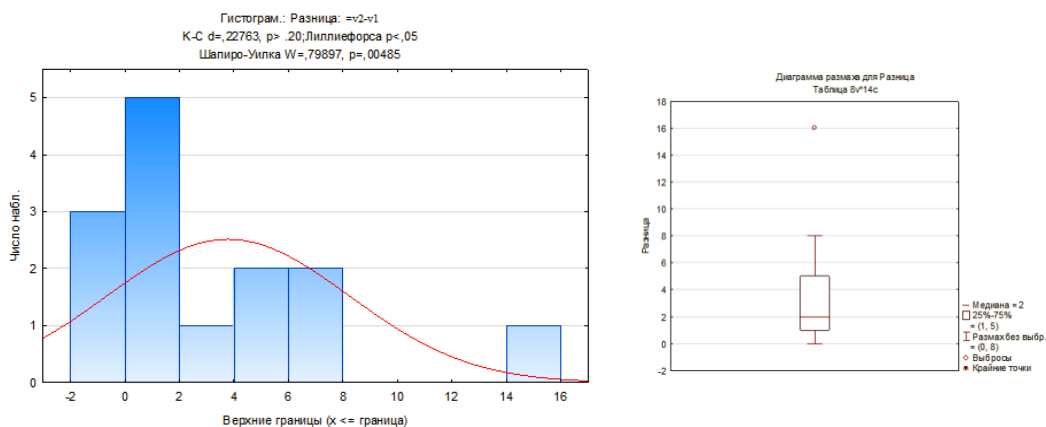 Гистограм.: Разница: =v2-v1
К-С d=,22763, p> .20;Лиллиефорса p<,05
Шапиро-Уилка W=,79897, p=,00485
5
4
3
2
1
0
Число набл.
-2 0 2 4 6 8 10 12 14 16
Верхние границы (x <= граница)
Диаграмма размаха для Разница
Таблица 8v*14c
18
16
14
12
10
8
6
4
2
0
-2
Разница
Медиана = 2
25%-75%
= (1, 5)
Размах без выбр.
= (0, 8)
Выбросы
Крайние точки